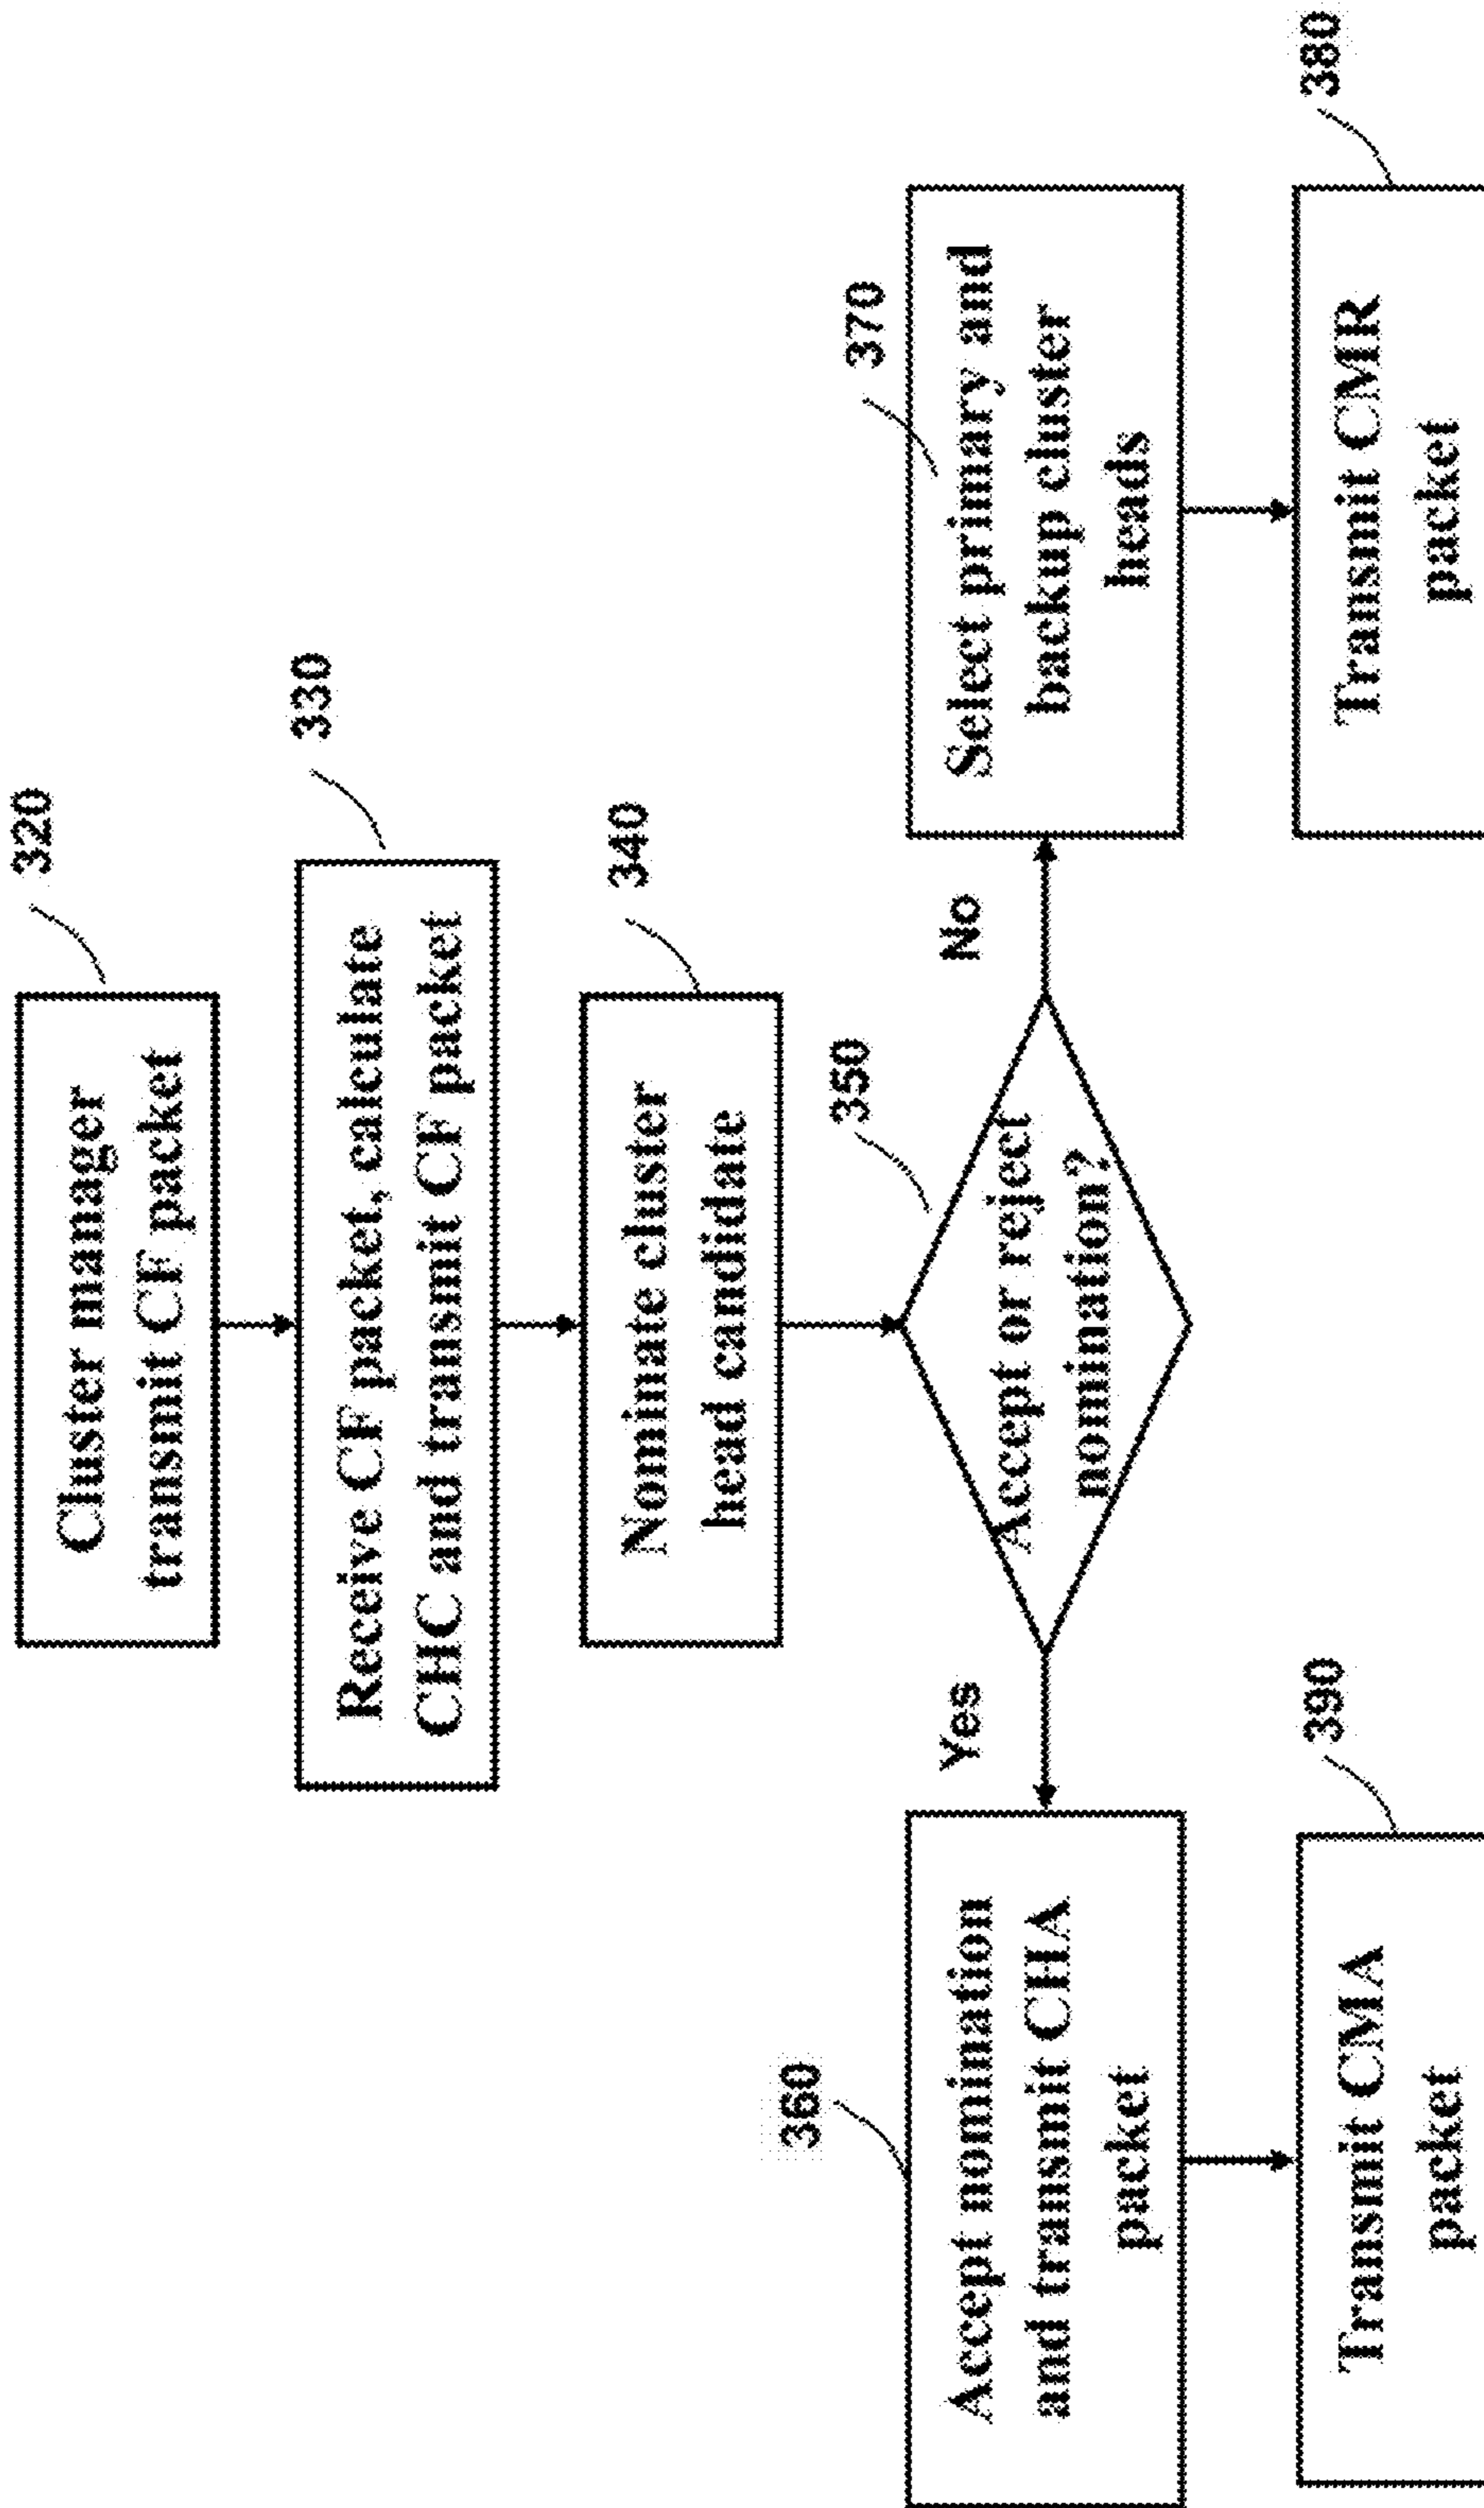 320
Cluster manager
transmit CF packet
330
Receive CF packet, calculate
CHC and transmit CF packet
340
Nominate cluster
head candidate
350
Accept or reject
nomination?
Yes
No
360
Accept nomination
and transmit CHA
packet
370
Select primary and
backup cluster
heads
390
Transmit CMA
packet
380
Transmit CMR
packet